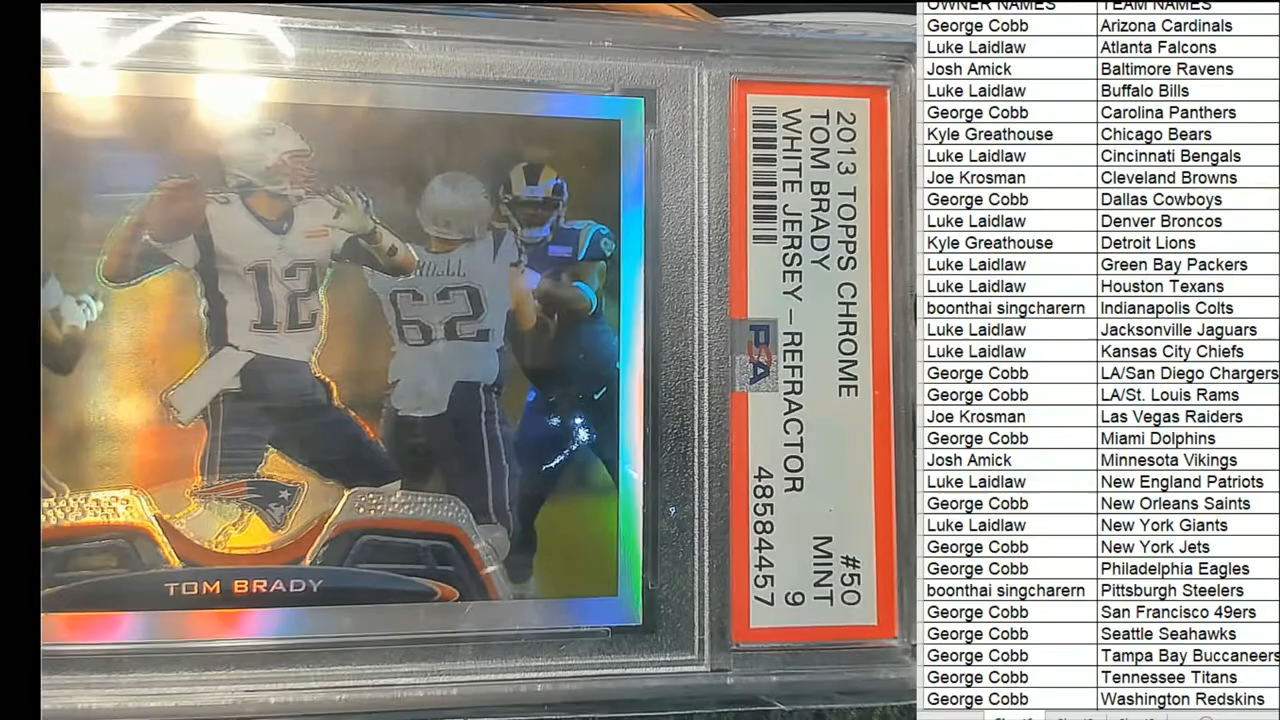 12
62
TOM BRADY
2013 TOPPS CHROME #50
TOM BRADY MINT
WHITE JERSEY – REFRACTOR 9
48584457
PSA
OWNER NAMES TEAM NAMES
George Cobb Arizona Cardinals
Luke Laidlaw Atlanta Falcons
Josh Amick Baltimore Ravens
Luke Laidlaw Buffalo Bills
George Cobb Carolina Panthers
Kyle Greathouse Chicago Bears
Luke Laidlaw Cincinnati Bengals
Joe Krosman Cleveland Browns
George Cobb Dallas Cowboys
Luke Laidlaw Denver Broncos
Kyle Greathouse Detroit Lions
Luke Laidlaw Green Bay Packers
Luke Laidlaw Houston Texans
boonthai singcharern Indianapolis Colts
Luke Laidlaw Jacksonville Jaguars
Luke Laidlaw Kansas City Chiefs
George Cobb LA/San Diego Chargers
George Cobb LA/St. Louis Rams
Joe Krosman Las Vegas Raiders
George Cobb Miami Dolphins
Josh Amick Minnesota Vikings
Luke Laidlaw New England Patriots
George Cobb New Orleans Saints
Luke Laidlaw New York Giants
George Cobb New York Jets
George Cobb Philadelphia Eagles
boonthai singcharern Pittsburgh Steelers
George Cobb San Francisco 49ers
George Cobb Seattle Seahawks
George Cobb Tampa Bay Buccaneers
George Cobb Tennessee Titans
George Cobb Washington Redskins